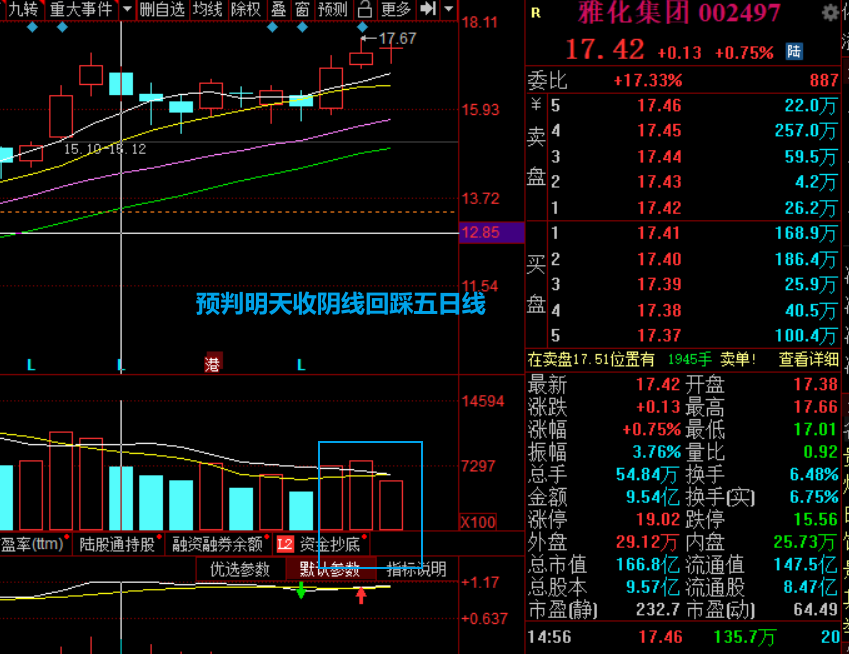 九转 重大事件 删自选 均线 除权 叠 窗 预测 更多
18.11
17.67
15.93
15.10-15.12
13.72
12.85
11.54
预判明天收阴线回踩五日线
L L 港 L
14594
7297
X100
盈率(ttm) 陆股通持股 融资融券余额 L2 资金抄底
优选参数 默认参数 指标说明
+1.17
+0.637
R 雅化集团 002497
17.42 +0.13 +0.75% 陆
委比 +17.33% 887
¥ 5 17.46 22.0万
卖 4 17.45 257.0万
3 17.44 59.5万
盘 2 17.43 4.2万
1 17.42 26.2万
1 17.41 168.9万
买 2 17.40 186.4万
3 17.39 25.9万
盘 4 17.38 40.5万
5 17.37 100.4万
在卖盘17.51位置有 1945手 卖单! 查看详细
最新 17.42 开盘 17.38
涨跌 +0.13 最高 17.66
涨幅 +0.75% 最低 17.01
振幅 3.76% 量比 0.92
总手 54.84万 换手 6.48%
金额 9.54亿 换手(实) 6.75%
涨停 19.02 跌停 15.56
外盘 29.12万 内盘 25.73万
总市值 166.8亿 流通值 147.5亿
总股本 9.57亿 流通股 8.47亿
市盈(静) 232.7 市盈(动) 64.49
14:56 17.46 135.7万 20